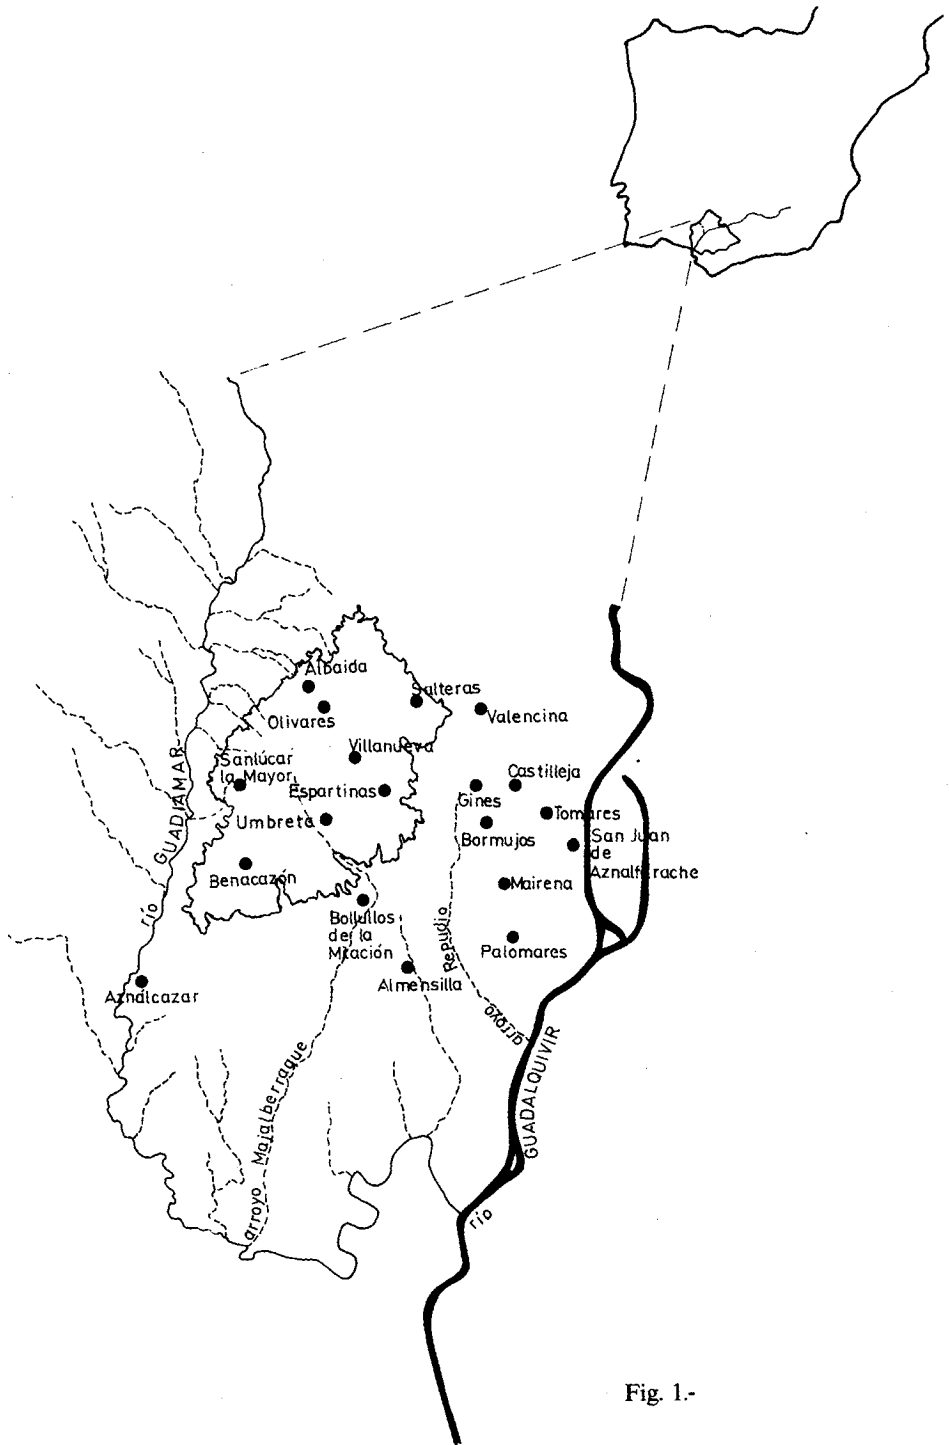 Albaida
Salteras
Olivares
Valencina
Villanueva
Sanlúcar
la Mayor
Castilleja
Espartinas
Gines
Umbrete
Tomares
Bormujos
San Juan
de
Aznalfarache
Benacazón
Mairena
Bollullos
de la
Mitación
Palomares
Almensilla
Aznalcazar
río GUADIAMAR
arroyo Repudio
arroyo Majalberraque
río GUADALQUIVIR
Fig. 1.-